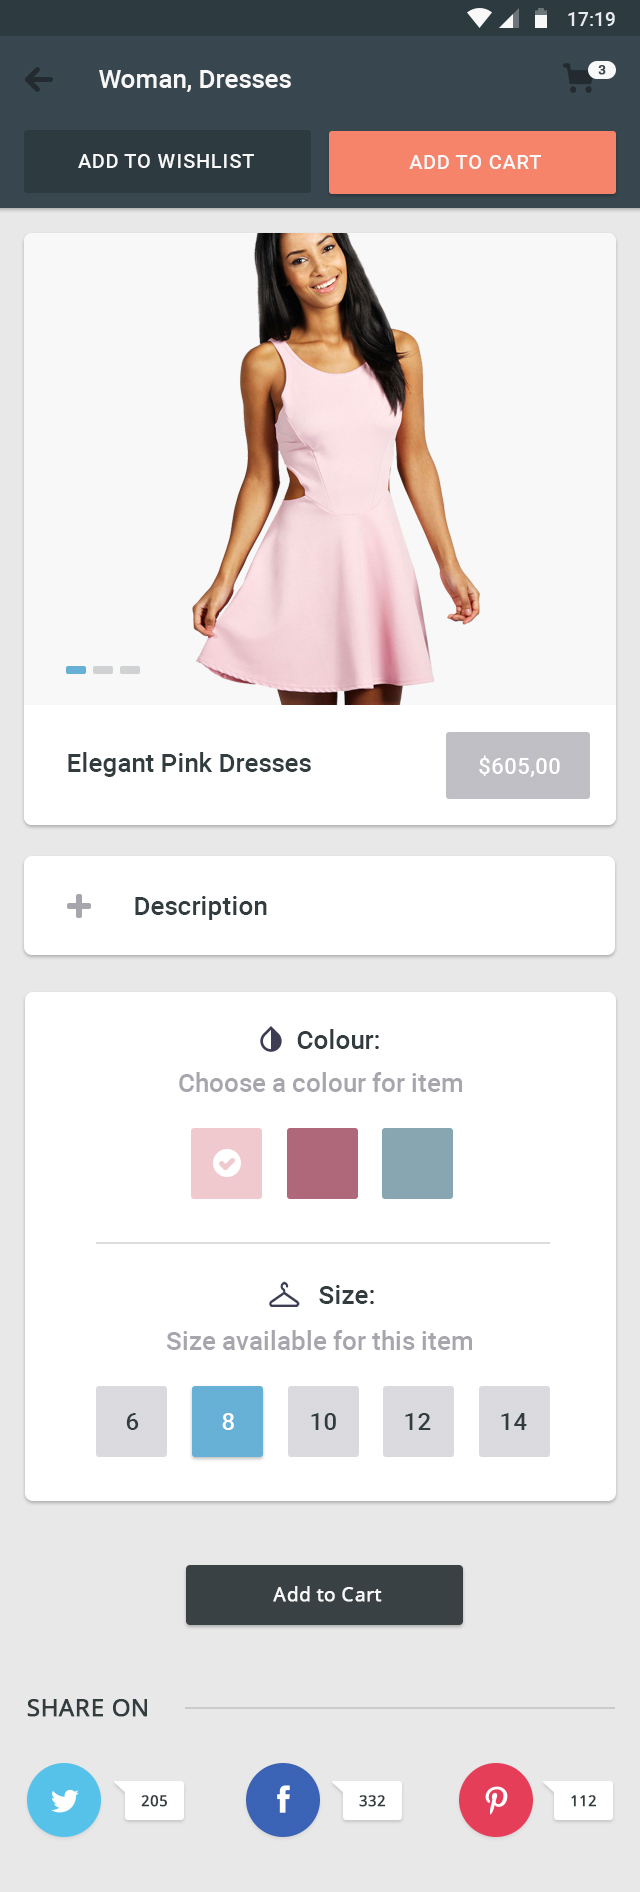 17:19
Woman, Dresses
3
ADD TO WISHLIST
ADD TO CART
Elegant Pink Dresses
$605,00
Description
Colour:
Choose a colour for item
Size:
Size available for this item
6
8
10
12
14
Add to Cart
SHARE ON
205
332
112